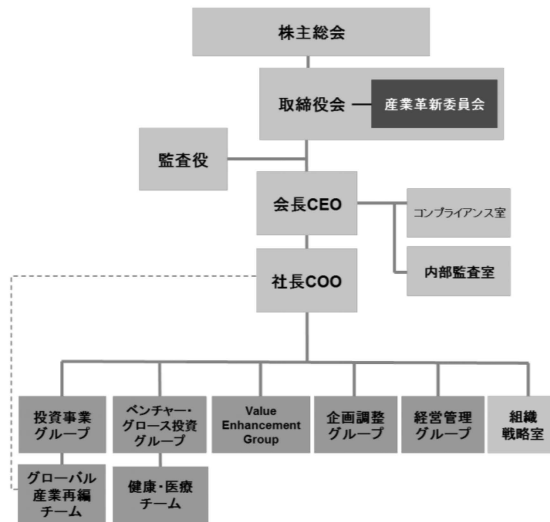 株主総会
取締役会
産業革新委員会
監査役
会長CEO
コンプライアンス室
社長COO
内部監査室
投資事業
グループ
ベンチャー・
グロース投資
グループ
Value
Enhancement
Group
企画調整
グループ
経営管理
グループ
組織
戦略室
グローバル
産業再編
チーム
健康・医療
チーム